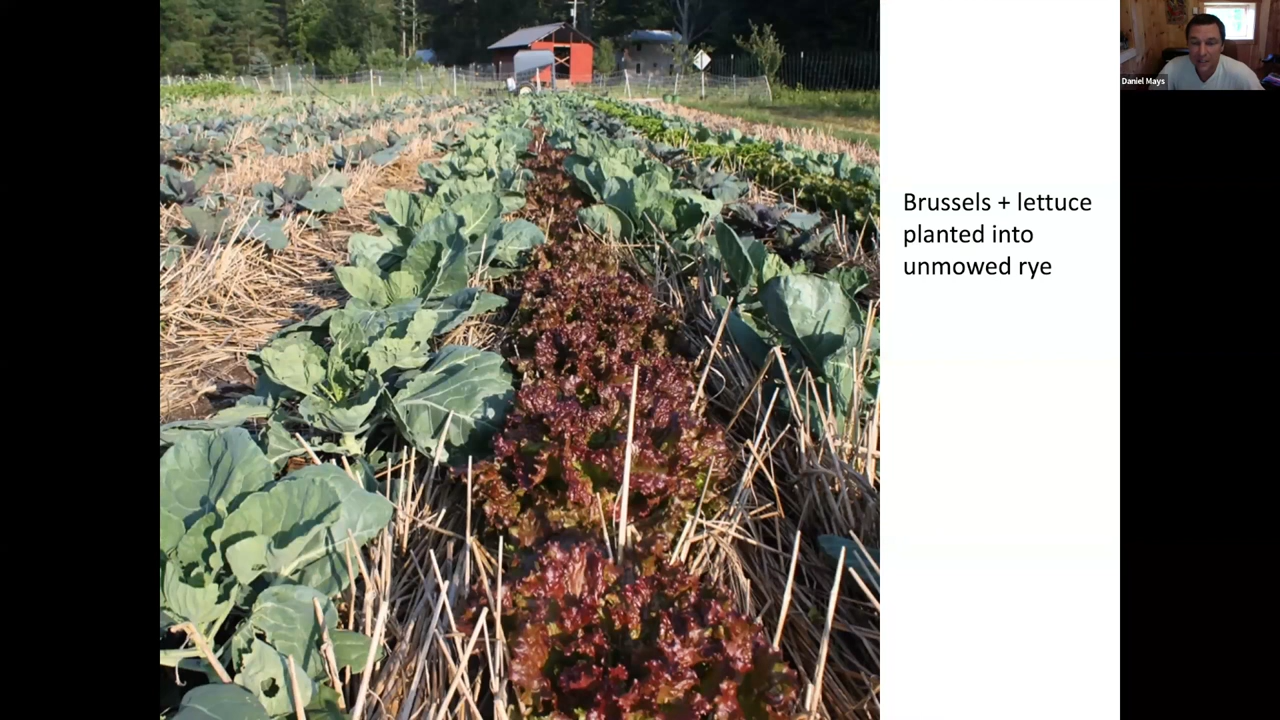 Daniel Mays
Brussels + lettuce
planted into
unmowed rye